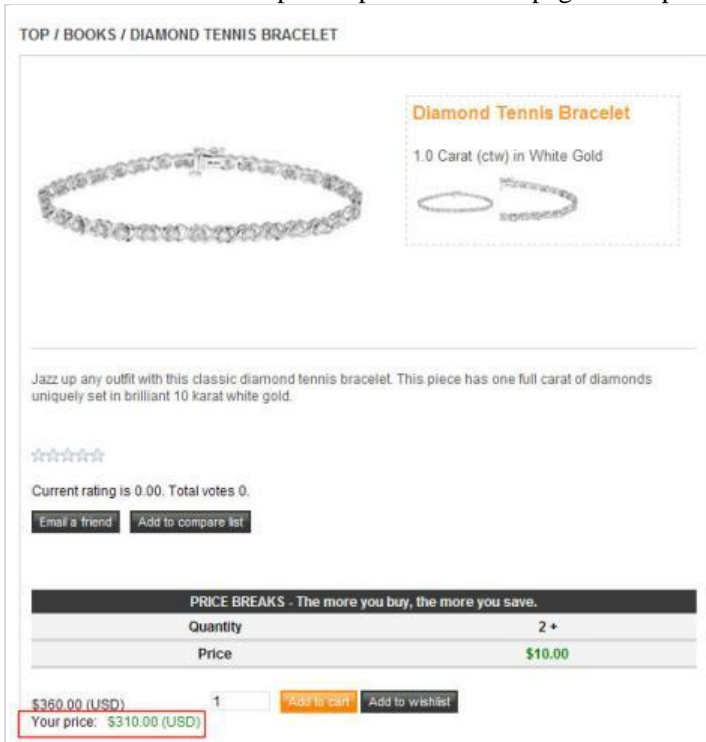 TOP / BOOKS / DIAMOND TENNIS BRACELET
Diamond Tennis Bracelet
1.0 Carat (ctw) in White Gold
Jazz up any outfit with this classic diamond tennis bracelet. This piece has one full carat of diamonds
uniquely set in brilliant 10 karat white gold.
Current rating is 0.00. Total votes 0.
Email a friend Add to compare list
PRICE BREAKS - The more you buy, the more you save.
Quantity 2 +
Price $10.00
$360.00 (USD) 1 Add to cart Add to wishlist
Your price: $310.00 (USD)